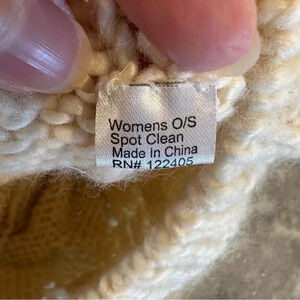 Womens O/S
Spot Clean
Made in China
RN# 122405